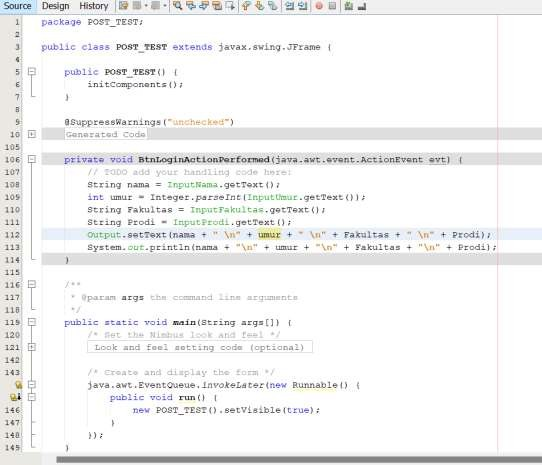 Source Design History
1 package POST_TEST;
2
3 public class POST_TEST extends javax.swing.JFrame {
4
5 public POST_TEST() {
6 initComponents();
7 }
8
9 @SuppressWarnings("unchecked")
10 Generated Code
105
106 private void BtnLoginActionPerformed(java.awt.event.ActionEvent evt) {
107 // TODO add your handling code here:
108 String nama = InputNama.getText();
109 int umur = Integer.parseInt(InputUmur.getText());
110 String Fakultas = InputFakultas.getText();
111 String Prodi = InputProdi.getText();
112 Output.setText(nama + " \n" + umur + " \n" + Fakultas + " \n" + Prodi);
113 System.out.println(nama + "\n" + umur + "\n" + Fakultas + "\n" + Prodi);
114 }
115
116 /**
117 * @param args the command line arguments
118 */
119 public static void main(String args[]) {
120 /* Set the Nimbus look and feel */
121 Look and feel setting code (optional)
142
143 /* Create and display the form */
java.awt.EventQueue.invokeLater(new Runnable() {
public void run() {
146 new POST_TEST().setVisible(true);
147 }
148 });
149 }